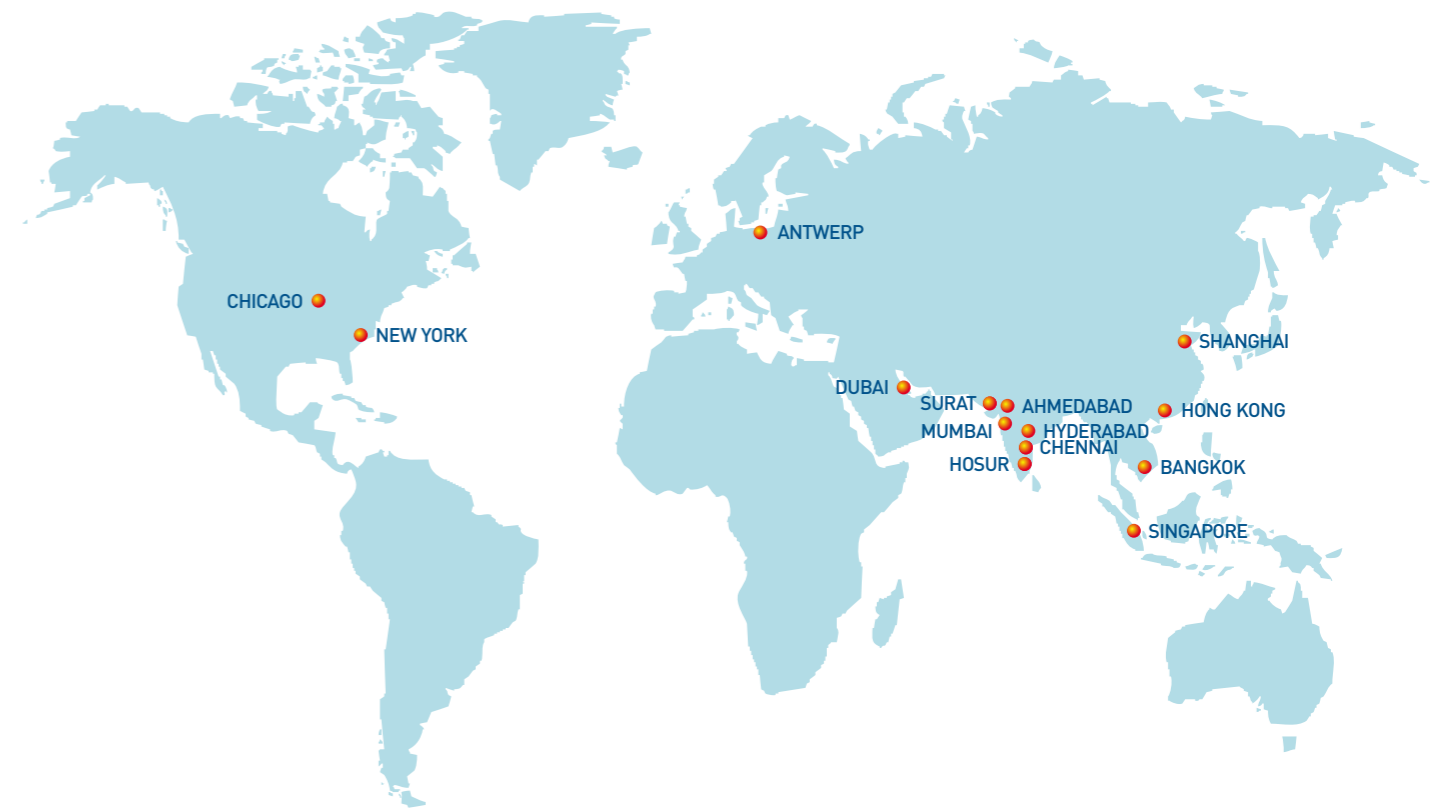 ANTWERP
CHICAGO
NEW YORK
SHANGHAI
DUBAI
SURAT
AHMEDABAD
HONG KONG
MUMBAI
HYDERABAD
CHENNAI
HOSUR
BANGKOK
SINGAPORE